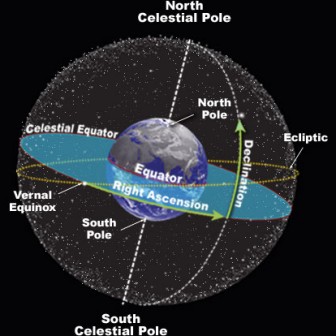 North
Celestial Pole
North
Pole
Celestial Equator
Ecliptic
Equator
Declination
Right Ascension
Vernal
Equinox
South
Pole
South
Celestial Pole